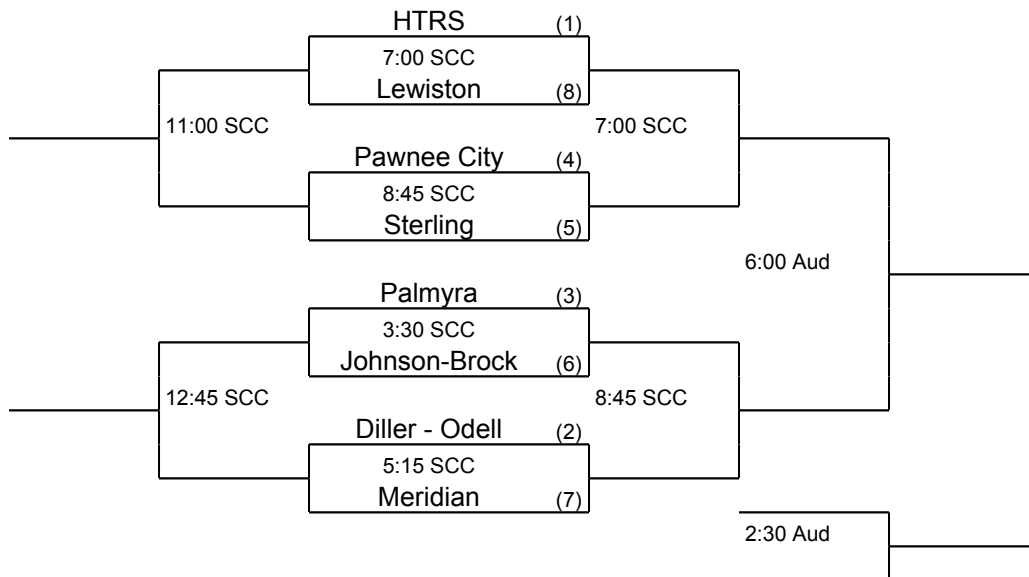 HTRS (1)
7:00 SCC
Lewiston (8)
11:00 SCC
7:00 SCC
Pawnee City (4)
8:45 SCC
Sterling (5)
6:00 Aud
Palmyra (3)
3:30 SCC
Johnson-Brock (6)
12:45 SCC
8:45 SCC
Diller - Odell (2)
5:15 SCC
Meridian (7)
2:30 Aud